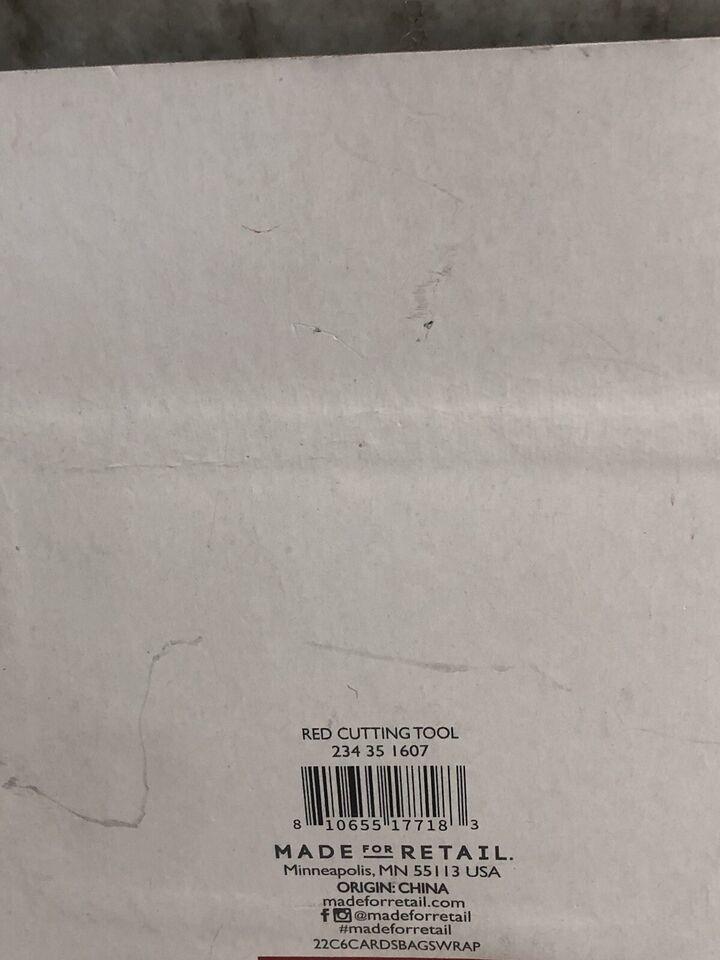 RED CUTTING TOOL
234 35 1607
8 10655 17718 3
MADE FOR RETAIL.
Minneapolis, MN 55113 USA
ORIGIN: CHINA
madeforretail.com
@madeforretail
#madeforretail
22C6CARDSBAGSWRAP